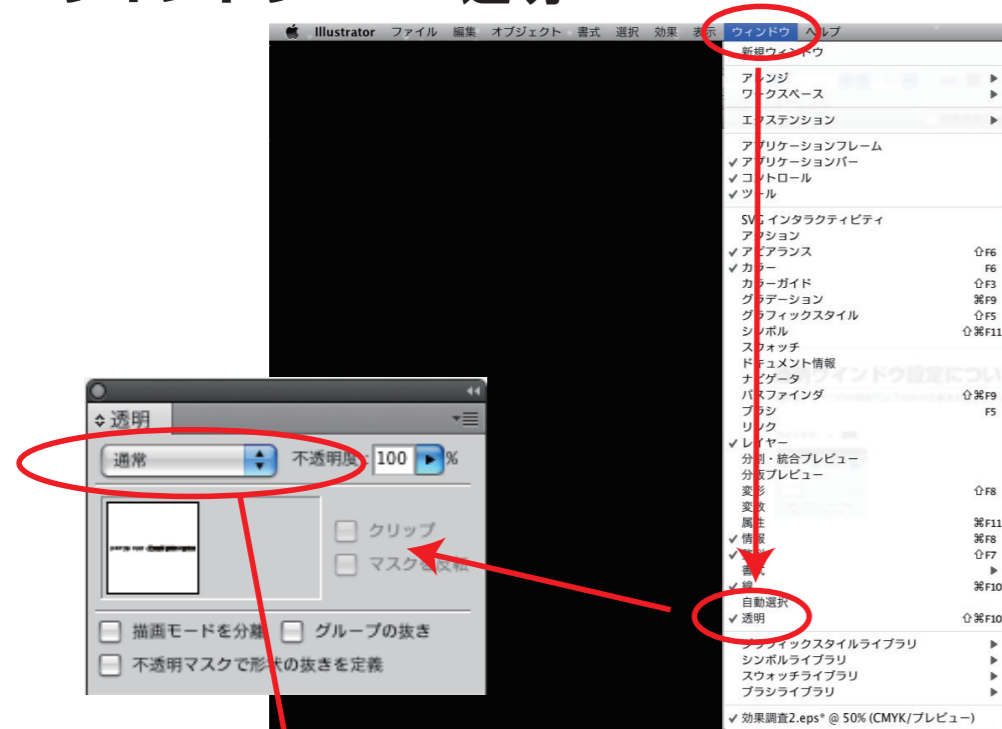 Illustrator ファイル 編集 オブジェクト 書式 選択 効果 表示 ウィンドウ ヘルプ
新規ウィンドウ
アレンジ
ワークスペース
エクステンション
アプリケーションフレーム
✓アプリケーションバー
✓コントロール
✓ツール
SVG インタラクティビティ
アクション
✓アピアランス ⇧F6
✓カラー F6
カラーガイド ⇧F3
グラデーション ⌘F9
グラフィックスタイル ⇧F5
シンボル ⇧⌘F11
スウォッチ
ドキュメント情報
ナビゲータ
パスファインダ ⇧⌘F9
ブラシ F5
リンク
✓レイヤー
分割・統合プレビュー
分版プレビュー
変形 ⇧F8
変数
属性 ⌘F11
✓情報 ⌘F8
✓整列 ⇧F7
書式
✓線 ⌘F10
自動選択
✓透明 ⇧⌘F10
グラフィックスタイルライブラリ
シンボルライブラリ
スウォッチライブラリ
ブラシライブラリ
✓効果調査2.eps* @ 50% (CMYK/プレビュー)
透明
通常 不透明度: 100 %
クリップ
マスクを反転
描画モードを分離 グループの抜き
不透明マスクで形状の抜きを定義